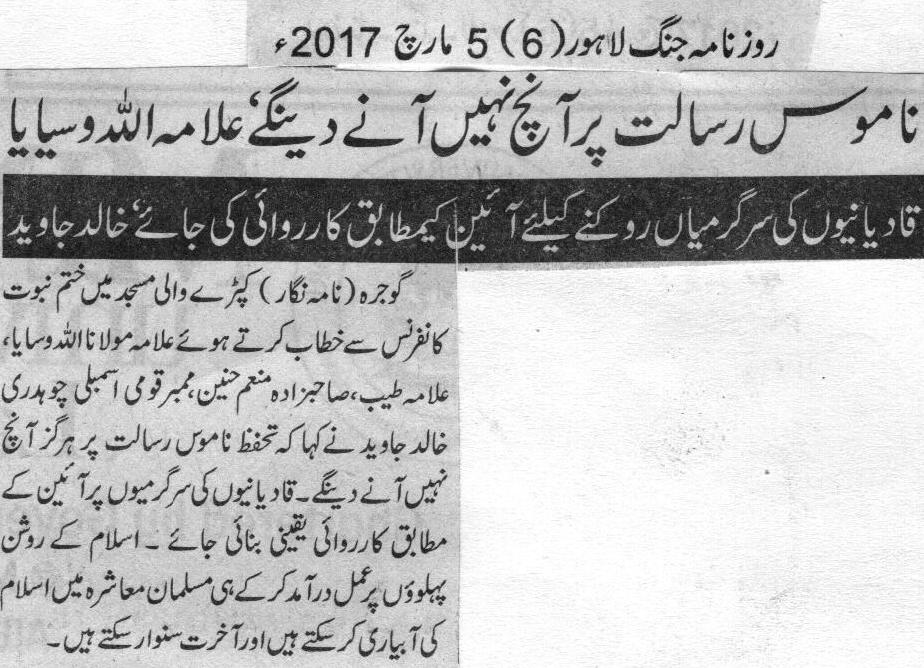 روزنامہ جنگ لاہور (6) 5 مارچ 2017ء
ناموس رسالت پر آنچ نہیں آنے دینگے، علامہ اللہ وسیایا
قادیانیوں کی سرگرمیاں روکنے کیلئے آئین کیمطابق کارروائی کی جائے، خالد جاوید
گوجرہ (نامہ نگار) کپڑے والی مسجد میں ختم نبوت
کانفرنس سے خطاب کرتے ہوئے علامہ مولانا اللہ وسایا،
علامہ طیب، صاحبزادہ منعم حنین، ممبر قومی اسمبلی چوہدری
خالد جاوید نے کہا کہ تحفظ ناموس رسالت پر ہرگز آنچ
نہیں آنے دینگے۔ قادیانیوں کی سرگرمیوں پر آئین کے
مطابق کارروائی یقینی بنائی جائے ۔ اسلام کے روشن
پہلوؤں پر عمل درآمد کر کے ہی مسلمان معاشرہ میں اسلام
کی آبیاری کر سکتے ہیں اور آخرت سنوار سکتے ہیں۔